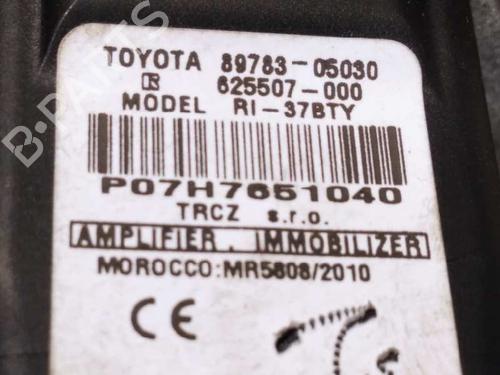 TOYOTA 89783-05030
R 625507-000
MODEL RI-37BTY
P07H7651040
TRCZ s.r.o.
AMPLIFIER, IMMOBILIZER
MOROCCO:MR5808/2010
CE
B-PARTS